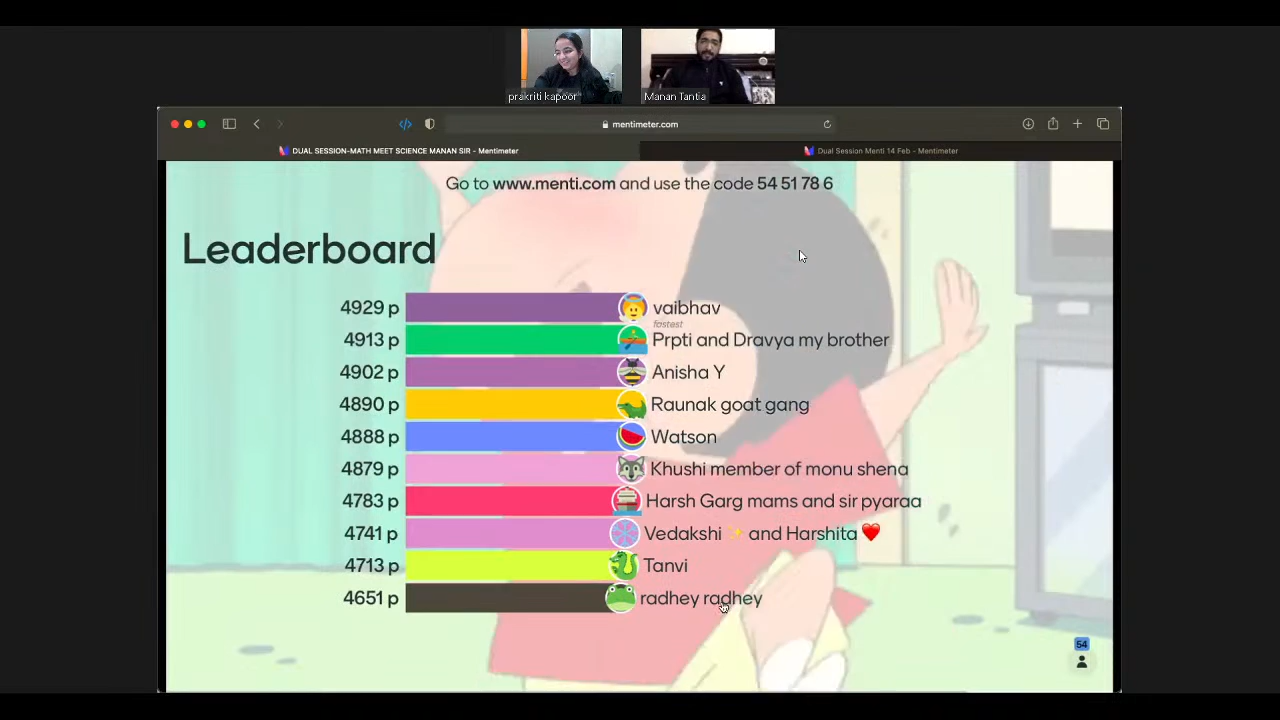 prakriti kapoor
Manan Tantia
mentimeter.com
DUAL SESSION-MATH MEET SCIENCE MANAN SIR - Mentimeter
Dual Session Menti 14 Feb - Mentimeter
Go to www.menti.com and use the code 54 51 78 6
Leaderboard
4929 p vaibhav
fastest
4913 p Prpti and Dravya my brother
4902 p Anisha Y
4890 p Raunak goat gang
4888 p Watson
4879 p Khushi member of monu shena
4783 p Harsh Garg mams and sir pyaraa
4741 p Vedakshi ✨ and Harshita ❤️
4713 p Tanvi
4651 p radhey radhey
54